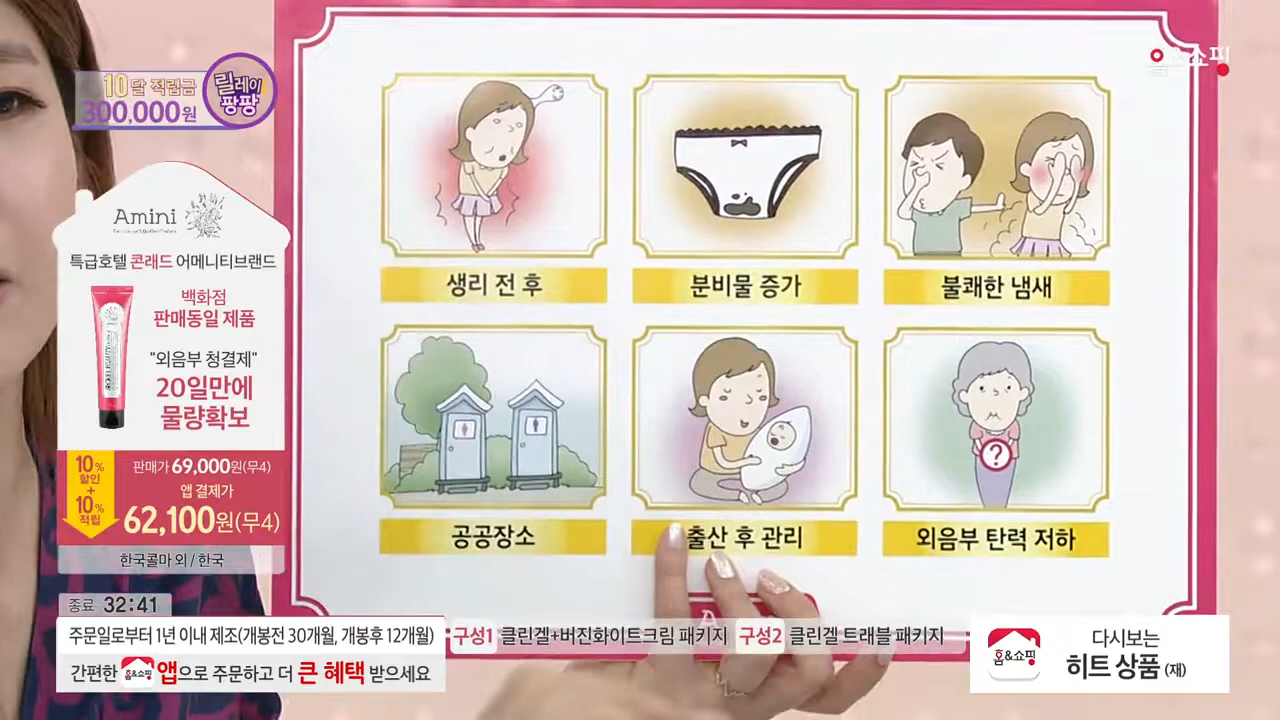 10달 적립금
300,000원
릴레이
팡팡
홈&쇼핑
Amini
특급호텔 콘래드 어메니티브랜드
백화점
판매동일 제품
"외음부 청결제"
20일만에
물량확보
10%
할인
+
10%
적립
판매가 69,000원(무4)
앱 결제가
62,100원(무4)
한국콜마 외 / 한국
생리 전 후
분비물 증가
불쾌한 냄새
공공장소
출산 후 관리
?
외음부 탄력 저하
종료 32:41
주문일로부터 1년 이내 제조(개봉전 30개월, 개봉후 12개월)
구성1 클린겔+버진화이트크림 패키지 구성2 클린겔 트래블 패키지
간편한 홈&쇼핑 앱으로 주문하고 더 큰 혜택 받으세요
홈&쇼핑
다시보는
히트 상품 (재)